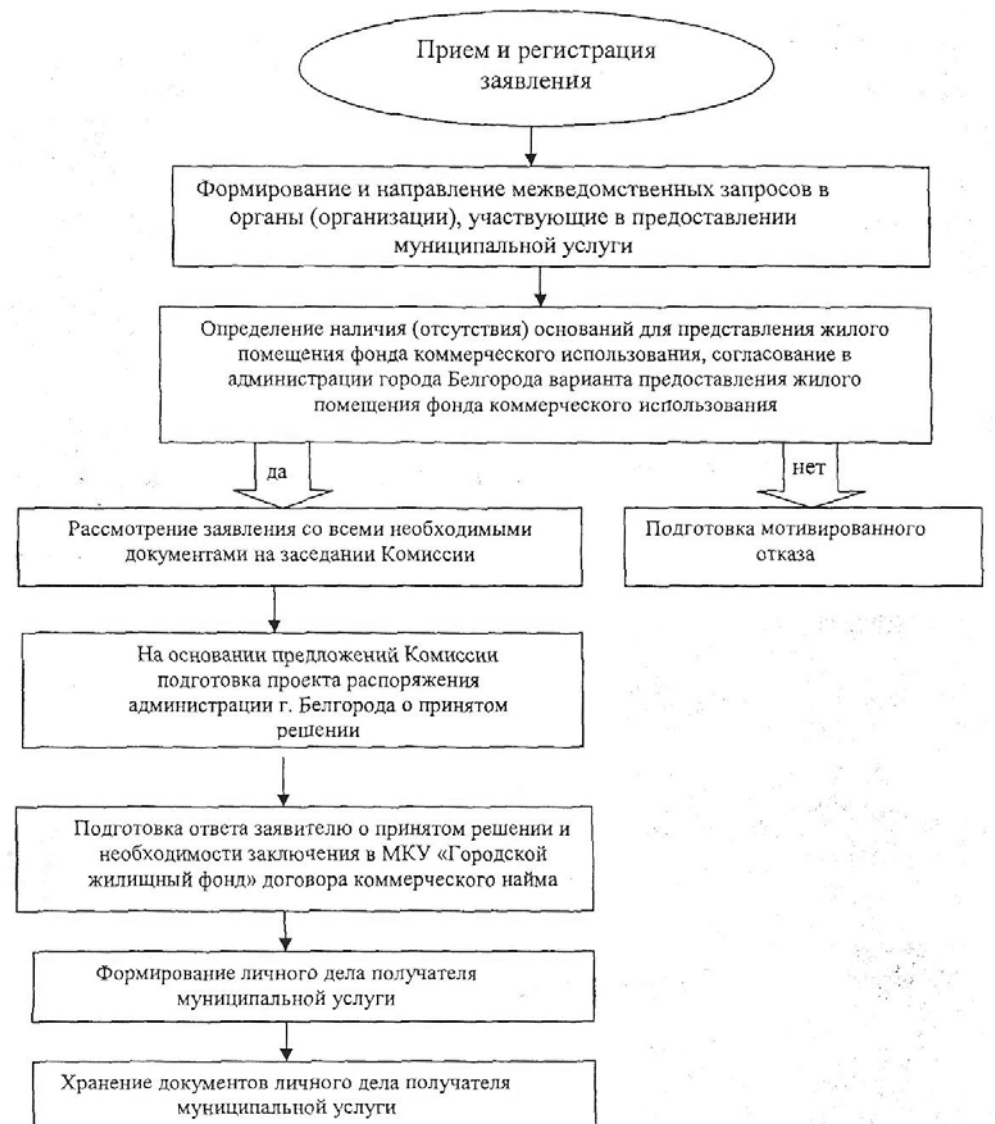 Прием и регистрация
заявления
Формирование и направление межведомственных запросов в
органы (организации), участвующие в предоставлении
муниципальной услуги
Определение наличия (отсутствия) оснований для представления жилого
помещения фонда коммерческого использования, согласование в
администрации города Белгорода варианта предоставления жилого
помещения фонда коммерческого использования
да
нет
Рассмотрение заявления со всеми необходимыми
документами на заседании Комиссии
Подготовка мотивированного
отказа
На основании предложений Комиссии
подготовка проекта распоряжения
администрации г. Белгорода о принятом
решении
Подготовка ответа заявителю о принятом решении и
необходимости заключения в МКУ «Городской
жилищный фонд» договора коммерческого найма
Формирование личного дела получателя
муниципальной услуги
Хранение документов личного дела получателя
муниципальной услуги